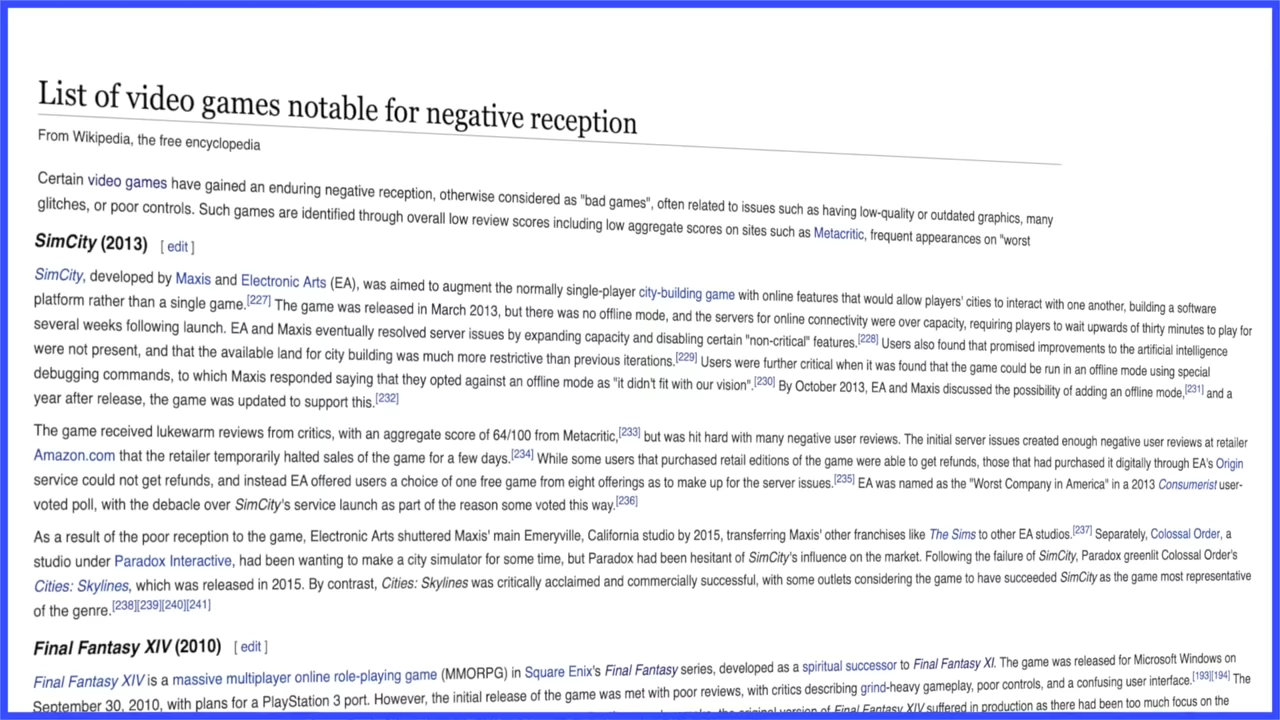 List of video games notable for negative reception
From Wikipedia, the free encyclopedia
Certain video games have gained an enduring negative reception, otherwise considered as "bad games", often related to issues such as having low-quality or outdated graphics, many
glitches, or poor controls. Such games are identified through overall low review scores including low aggregate scores on sites such as Metacritic, frequent appearances on "worst
SimCity (2013) [ edit ]
SimCity, developed by Maxis and Electronic Arts (EA), was aimed to augment the normally single-player city-building game with online features that would allow players' cities to interact with one another, building a software
platform rather than a single game.[227] The game was released in March 2013, but there was no offline mode, and the servers for online connectivity were over capacity, requiring players to wait upwards of thirty minutes to play for
several weeks following launch. EA and Maxis eventually resolved server issues by expanding capacity and disabling certain "non-critical" features.[228] Users also found that promised improvements to the artificial intelligence
were not present, and that the available land for city building was much more restrictive than previous iterations.[229] Users were further critical when it was found that the game could be run in an offline mode using special
debugging commands, to which Maxis responded saying that they opted against an offline mode as "it didn't fit with our vision".[230] By October 2013, EA and Maxis discussed the possibility of adding an offline mode,[231] and a
year after release, the game was updated to support this.[232]
The game received lukewarm reviews from critics, with an aggregate score of 64/100 from Metacritic,[233] but was hit hard with many negative user reviews. The initial server issues created enough negative user reviews at retailer
Amazon.com that the retailer temporarily halted sales of the game for a few days.[234] While some users that purchased retail editions of the game were able to get refunds, those that had purchased it digitally through EA's Origin
service could not get refunds, and instead EA offered users a choice of one free game from eight offerings as to make up for the server issues.[235] EA was named as the "Worst Company in America" in a 2013 Consumerist user-
voted poll, with the debacle over SimCity's service launch as part of the reason some voted this way.[236]
As a result of the poor reception to the game, Electronic Arts shuttered Maxis' main Emeryville, California studio by 2015, transferring Maxis' other franchises like The Sims to other EA studios.[237] Separately, Colossal Order, a
studio under Paradox Interactive, had been wanting to make a city simulator for some time, but Paradox had been hesitant of SimCity's influence on the market. Following the failure of SimCity, Paradox greenlit Colossal Order's
Cities: Skylines, which was released in 2015. By contrast, Cities: Skylines was critically acclaimed and commercially successful, with some outlets considering the game to have succeeded SimCity as the game most representative
of the genre.[238][239][240][241]
Final Fantasy XIV (2010) [ edit ]
Final Fantasy XIV is a massive multiplayer online role-playing game (MMORPG) in Square Enix's Final Fantasy series, developed as a spiritual successor to Final Fantasy XI. The game was released for Microsoft Windows on
September 30, 2010, with plans for a PlayStation 3 port. However, the initial release of the game was met with poor reviews, with critics describing grind-heavy gameplay, poor controls, and a confusing user interface.[193][194] The
original version of Final Fantasy XIV suffered in production as there had been too much focus on the